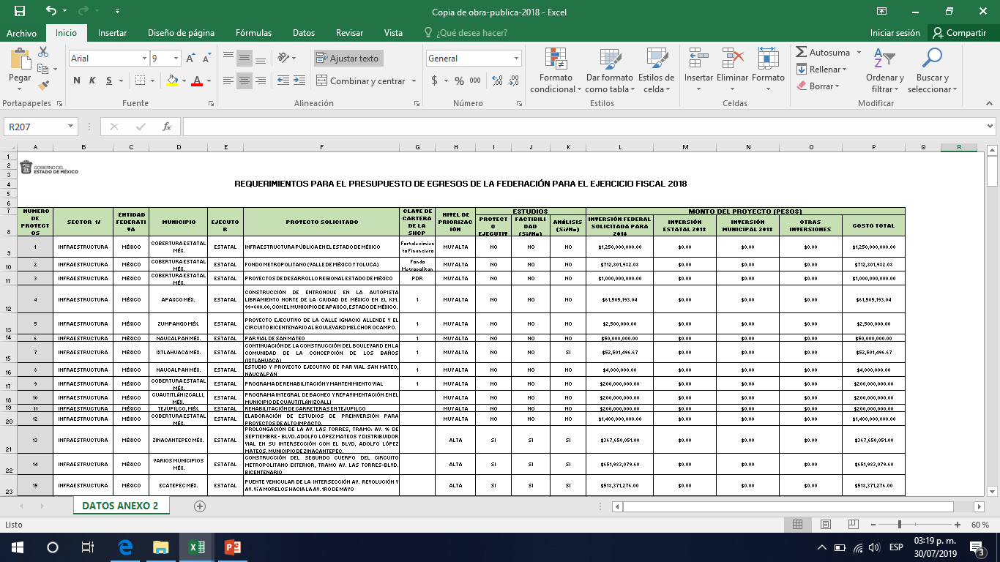 Copia de obra-publica-2018 - Excel
Archivo Inicio Insertar Diseño de página Fórmulas Datos Revisar Vista ¿Qué desea hacer? Iniciar sesión Compartir
Pegar Arial 9 Ajustar texto General Formato condicional Dar formato como tabla Estilos de celda Insertar Eliminar Formato Autosuma Rellenar Borrar Ordenar y filtrar Buscar y seleccionar
N K S Combinar y centrar $ % 000
Portapapeles Fuente Alineación Número Estilos Celdas Modificar
R207 fx
A B C D E F G H I J K L M N O P Q R
GOBIERNO DEL
ESTADO DE MÉXICO
REQUERIMIENTOS PARA EL PRESUPUESTO DE EGRESOS DE LA FEDERACIÓN PARA EL EJERCICIO FISCAL 2018
ESTUDIOS MONTO DEL PROYECTO (PESOS)
NUMERO DE PROYECTOS SECTOR 1/ ENTIDAD FEDERATIVA MUNICIPIO EJECUTOR PROYECTO SOLICITADO CLAVE DE CARTERA DE LA SHCP NIVEL DE PRIORIZACIÓN PROYECTO EJECUTIV FACTIBILIDAD (Si/No) ANÁLISIS (Si/No) INVERSIÓN FEDERAL SOLICITADA PARA 2018 INVERSIÓN ESTATAL 2018 INVERSIÓN MUNICIPAL 2018 OTRAS INVERSIONES COSTO TOTAL
9 1 INFRAESTRUCTURA MÉXICO COBERTURA ESTATAL MÉX. ESTATAL INFRAESTRUCTURA PÚBLICA EN EL ESTADO DE MÉXICO Fortalecimiento Financiero MUY ALTA NO NO NO $1,250,000,000.00 $0.00 $0.00 $0.00 $1,250,000,000.00
10 2 INFRAESTRUCTURA MÉXICO COBERTURA ESTATAL MÉX. ESTATAL FONDO METROPOLITANO (VALLE DE MÉXICO Y TOLUCA) Fondo Metropolitan MUY ALTA NO NO NO $712,801,982.08 $0.00 $0.00 $0.00 $712,801,982.08
11 3 INFRAESTRUCTURA MÉXICO COBERTURA ESTATAL MÉX. ESTATAL PROYECTOS DE DESARROLLO REGIONAL ESTADO DE MÉXICO PDR MUY ALTA NO NO NO $1,000,000,000.00 $0.00 $0.00 $0.00 $1,000,000,000.00
12 4 INFRAESTRUCTURA MÉXICO APAXCO MÉX. ESTATAL CONSTRUCCIÓN DE ENTRONQUE EN LA AUTOPISTA LIBRAMIENTO NORTE DE LA CIUDAD DE MÉXICO EN EL KM. 99+600.00, CON EL MUNICIPIO DE APAXCO, ESTADO DE MÉXICO. 1 MUY ALTA NO NO NO $61,505,193.04 $0.00 $0.00 $0.00 $61,505,193.04
13 5 INFRAESTRUCTURA MÉXICO ZUMPANGO MÉX. ESTATAL PROYECTO EJECUTIVO DE LA CALLE IGNACIO ALLENDE Y EL CIRCUITO BICENTENARIO AL BOULEVARD MELCHOR OCAMPO. 1 MUY ALTA NO NO NO $2,500,000.00 $0.00 $0.00 $0.00 $2,500,000.00
14 6 INFRAESTRUCTURA MÉXICO NAUCALPAN MÉX. ESTATAL PAR VIAL DE SAN MATEO 1 MUY ALTA NO NO NO $50,000,000.00 $0.00 $0.00 $0.00 $50,000,000.00
15 7 INFRAESTRUCTURA MÉXICO IXTLAHUACA MÉX. ESTATAL CONTINUACIÓN DE LA CONSTRUCCIÓN DEL BOULEVARD EN LA COMUNIDAD DE LA CONCEPCIÓN DE LOS BAÑOS (IXTLAHUACA) 1 MUY ALTA NO NO SI $52,501,496.67 $0.00 $0.00 $0.00 $52,501,496.67
16 8 INFRAESTRUCTURA MÉXICO NAUCALPAN MÉX. ESTATAL ESTUDIO Y PROYECTO EJECUTIVO DE PAR VIAL SAN MATEO, NAUCALPAN 1 MUY ALTA NO NO NO $4,000,000.00 $0.00 $0.00 $0.00 $4,000,000.00
17 9 INFRAESTRUCTURA MÉXICO COBERTURA ESTATAL MÉX. ESTATAL PROGRAMA DE REHABILITACIÓN Y MANTENIMIENTO VIAL 1 MUY ALTA NO NO NO $200,000,000.00 $0.00 $0.00 $0.00 $200,000,000.00
18 10 INFRAESTRUCTURA MÉXICO CUAUTITLÁN IZCALLI, MÉX. ESTATAL PROGRAMA INTEGRAL DE BACHEO Y REPAVIMENTACIÓN EN EL MUNICIPIO DE CUAUTITLÁN IZCALLI MUY ALTA NO NO NO $200,000,000.00 $0.00 $0.00 $0.00 $200,000,000.00
19 11 INFRAESTRUCTURA MÉXICO TEJUPILCO, MÉX. ESTATAL REHABILITACIÓN DE CARRETERAS EN TEJUPILCO MUY ALTA NO NO NO $200,000,000.00 $0.00 $0.00 $0.00 $200,000,000.00
20 12 INFRAESTRUCTURA MÉXICO COBERTURA ESTATAL MÉX. ESTATAL ELABORACIÓN DE ESTUDIOS DE PREINVERSIÓN PARA PROYECTOS DE ALTO IMPACTO. MUY ALTA NO NO NO $1,400,000,000.00 $0.00 $0.00 $0.00 $1,400,000,000.00
21 13 INFRAESTRUCTURA MÉXICO ZINACANTEPEC MÉX. ESTATAL PROLONGACIÓN DE LA AV. LAS TORRES, TRAMO: AV. 16 DE SEPTIEMBRE - BLVD. ADOLFO LÓPEZ MATEOS Y DISTRIBUIDOR VIAL EN SU INTERSECCIÓN CON EL BLVD, ADOLFO LÓPEZ MATEOS, MUNICIPIO DE ZINACANTEPEC. ALTA SI SI SI $367,650,051.00 $0.00 $0.00 $0.00 $367,650,051.00
22 14 INFRAESTRUCTURA MÉXICO VARIOS MUNICIPIOS MÉX. ESTATAL CONSTRUCCIÓN DEL SEGUNDO CUERPO DEL CIRCUITO METROPOLITANO EXTERIOR, TRAMO AV. LAS TORRES-BLVD. BICENTENARIO ALTA SI SI SI $651,983,079.60 $0.00 $0.00 $0.00 $651,983,079.60
23 15 INFRAESTRUCTURA MÉXICO ECATEPEC MÉX. ESTATAL PUENTE VEHICULAR DE LA INTERSECCIÓN AV. REVOLUCIÓN Y AV. VÍA MORELOS HACIA LA AV. 1RO DE MAYO ALTA SI SI SI $518,371,276.00 $0.00 $0.00 $0.00 $518,371,276.00
DATOS ANEXO 2
Listo 60 %
ESP 03:19 p. m.
30/07/2019 3